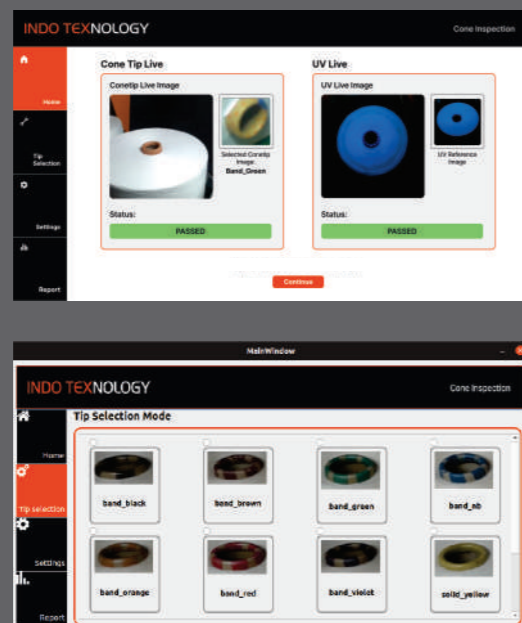 INDO TEXNOLOGY
Cone Inspection
Home
Tip
Selection
Settings
Report
Cone Tip Live
Conetip Live Image
Selected Conetip
Image:
Band_Green
Status:
PASSED
UV Live
UV Live Image
UV Reference
Image
Status:
PASSED
Continue
MainWindow
INDO TEXNOLOGY
Cone Inspection
Home
Tip selection
Settings
Report
Tip Selection Mode
band_black
band_brown
band_green
band_nb
band_orange
band_red
band_violet
solid_yellow